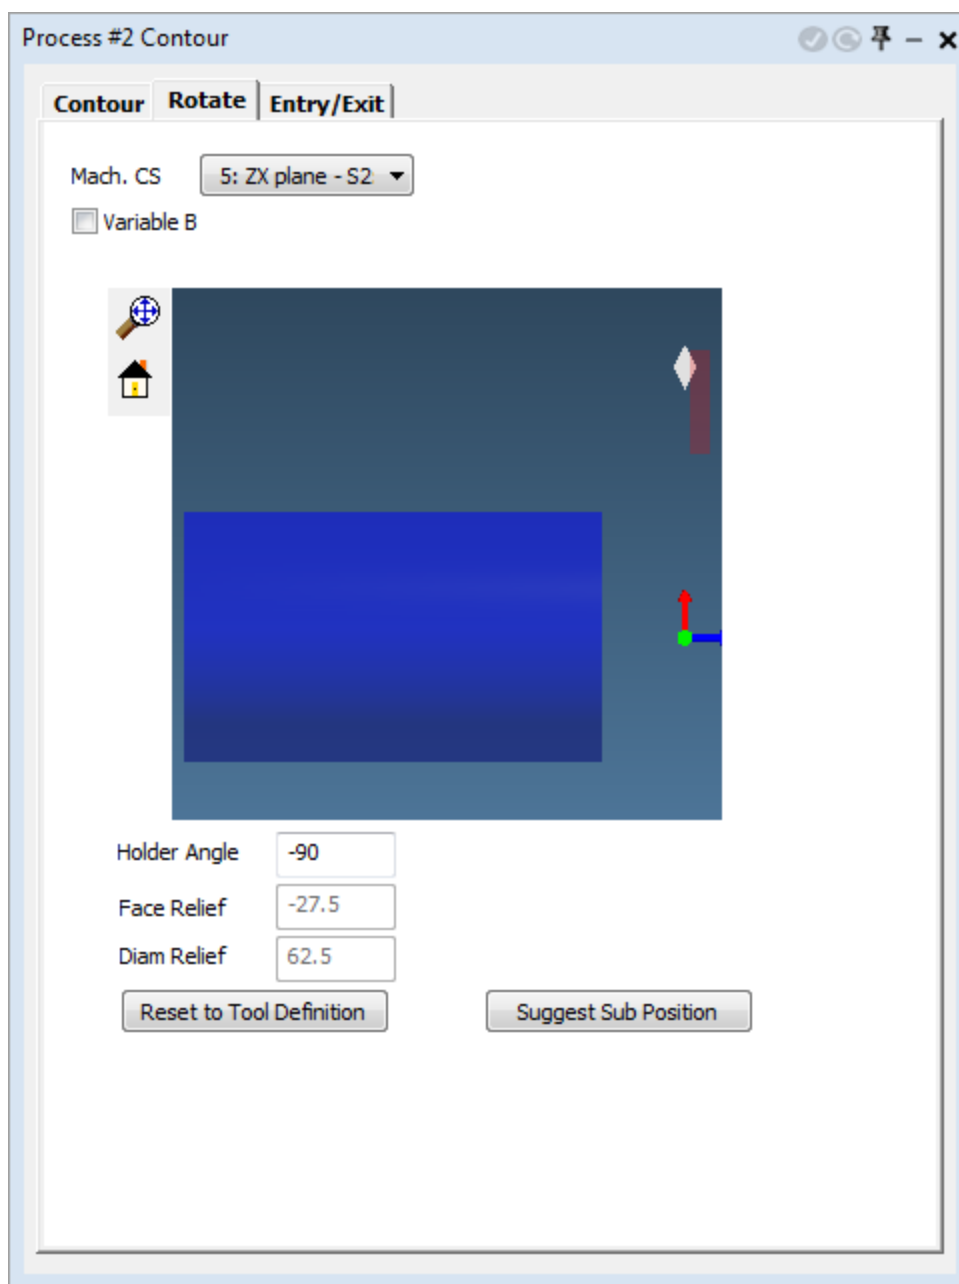 Process #2 Contour
Contour Rotate Entry/Exit
Mach. CS 5: ZX plane - S2
Variable B
Holder Angle -90
Face Relief -27.5
Diam Relief 62.5
Reset to Tool Definition Suggest Sub Position